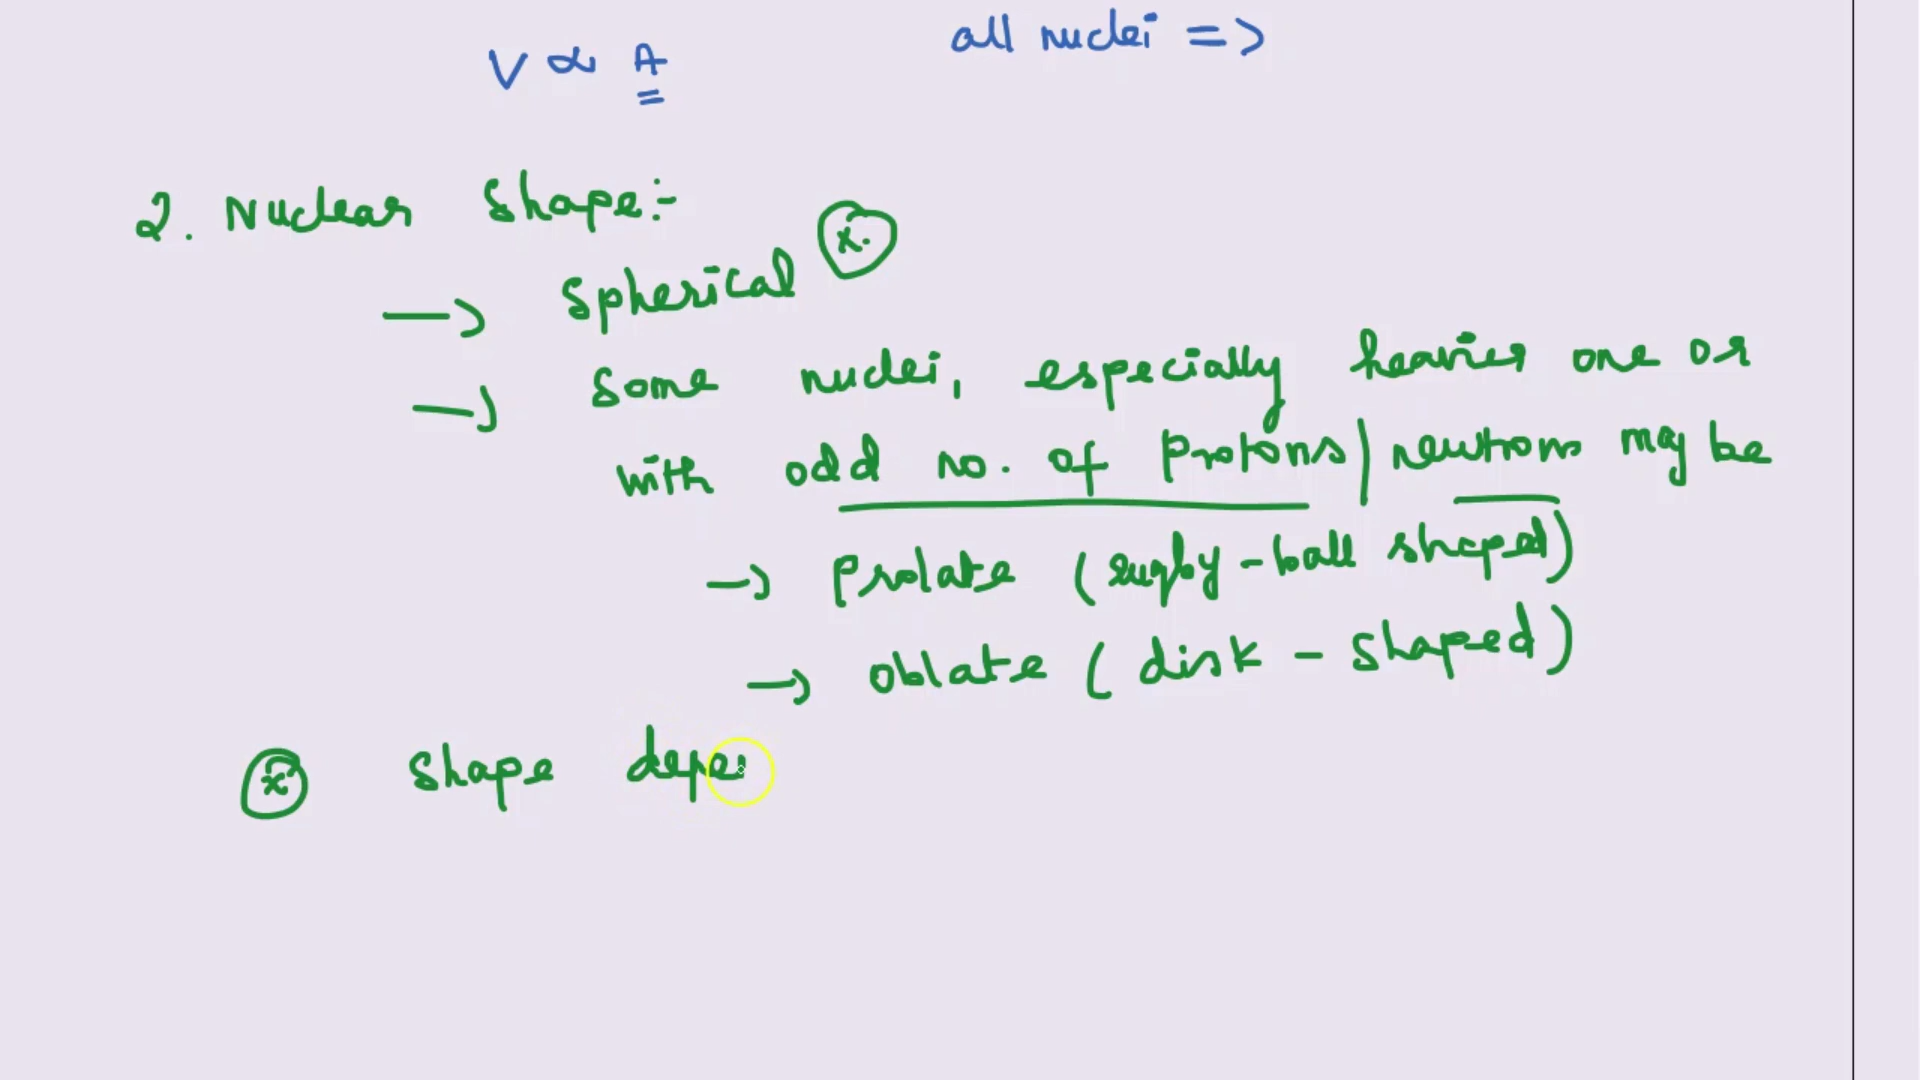 V ∝ A
all nuclei =>
2. Nuclear Shape:-
→ Spherical x.
→ Some nuclei, especially heavier one or
with odd no. of Protons | neutrons may be
→ Prolate (rugby-ball shaped)
→ Oblate (disk - shaped)
x Shape depen